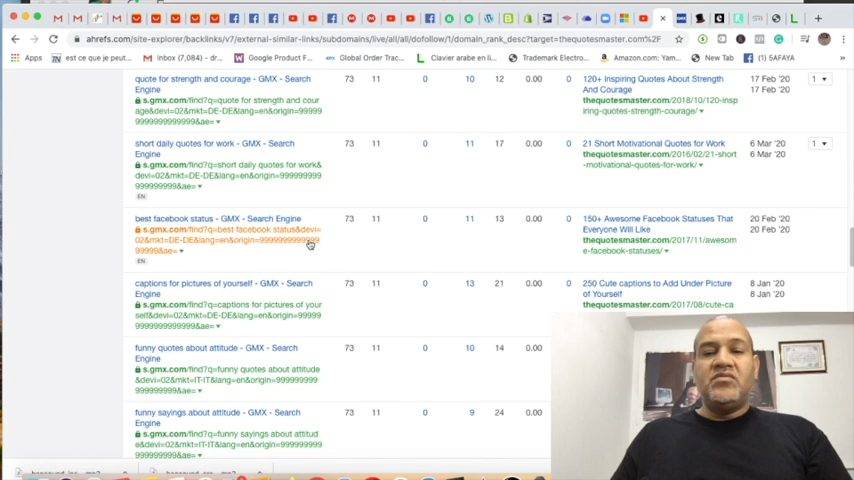 ahrefs.com/site-explorer/backlinks/v7/external-similar-links/subdomains/live/all/all/dofollow/1/domain_rank_desc?target=thequotesmaster.com%2F
Apps est ce que je peut... Inbox (7,084) - dr... Google Product F... Global Order Trac... Clavier arabe en li... Trademark Electro... Amazon.com: Sem... New Tab (1) 5AFAYA
quote for strength and courage - GMX - Search
Engine
s.gmx.com/find?q=quote for strength and cour
age&devi=02&mkt=DE-DE&lang=en&origin=99999
9999999999999&ae=
73 11 0 10 12 0.00 0
120+ Inspiring Quotes About Strength
And Courage
thequotesmaster.com/2018/10/120-insp
iring-quotes-strength-courage/
17 Feb '20
17 Feb '20
1
short daily quotes for work - GMX - Search
Engine
s.gmx.com/find?q=short daily quotes for work&
devi=02&mkt=DE-DE&lang=en&origin=9999999
99999999999&ae=
EN
73 11 0 11 17 0.00 0
21 Short Motivational Quotes for Work
thequotesmaster.com/2016/02/21-short
-motivational-quotes-for-work/
6 Mar '20
6 Mar '20
1
best facebook status - GMX - Search Engine
s.gmx.com/find?q=best facebook status&devi=
02&mkt=DE-DE&lang=en&origin=9999999999999
99999&ae=
EN
73 11 0 11 13 0.00 0
150+ Awesome Facebook Statuses That
Everyone Will Like
thequotesmaster.com/2017/11/awesom
e-facebook-statuses/
20 Feb '20
20 Feb '20
captions for pictures of yourself - GMX - Search
Engine
s.gmx.com/find?q=captions for pictures of your
self&devi=02&mkt=DE-DE&lang=en&origin=99999
9999999999999&ae=
73 11 0 13 21 0.00 0
250 Cute captions to Add Under Picture
of Yourself
thequotesmaster.com/2017/08/cute-ca
8 Jan '20
8 Jan '20
funny quotes about attitude - GMX - Search
Engine
s.gmx.com/find?q=funny quotes about attitude
&devi=02&mkt=IT-IT&lang=en&origin=999999
999999999999&ae=
73 11 0 10 14 0.00
funny sayings about attitude - GMX - Search
Engine
s.gmx.com/find?q=funny sayings about attitud
e&devi=02&mkt=IT-IT&lang=en&origin=99999
9999999999999&ae=
73 11 0 9 24 0.00